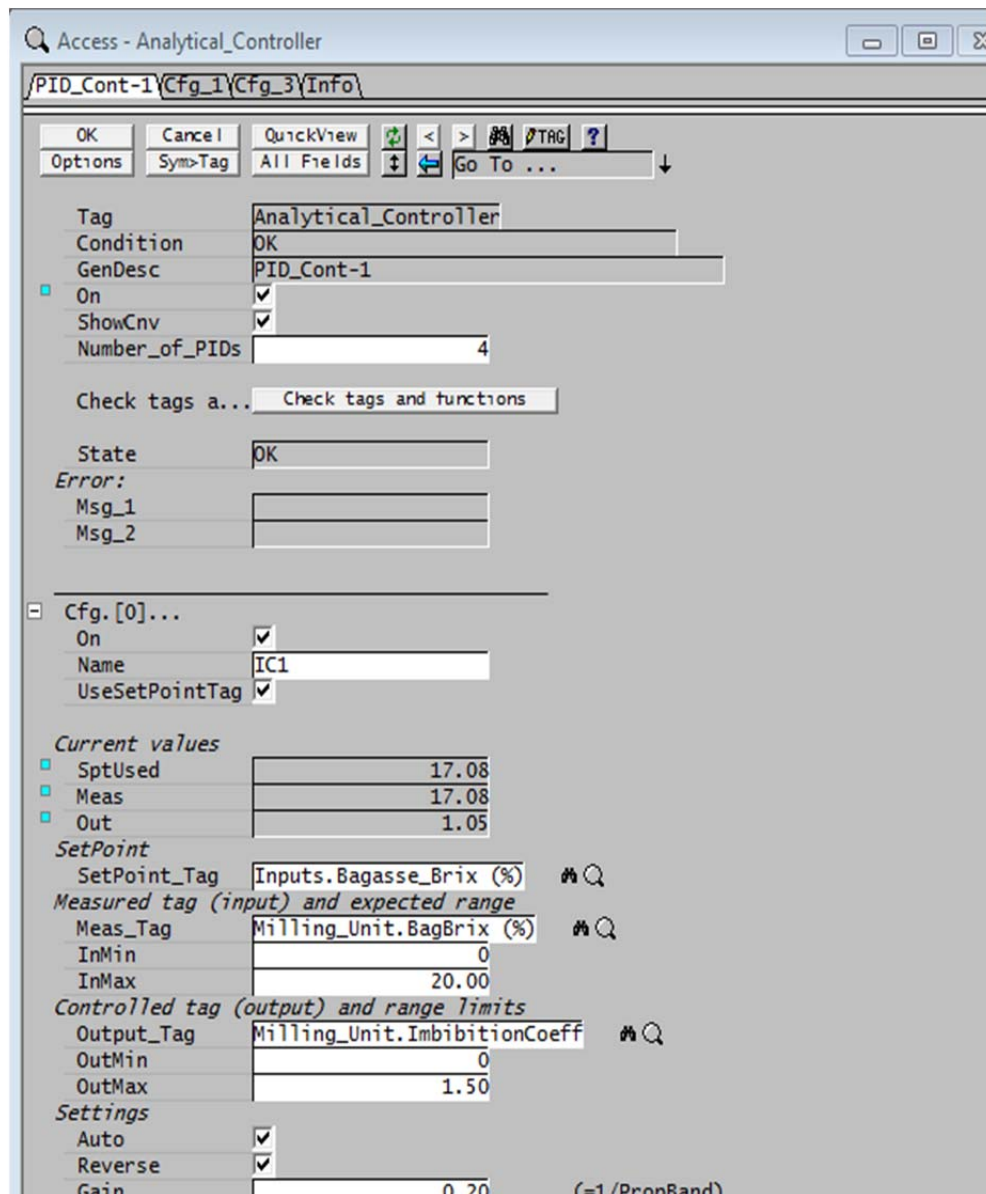 Access - Analytical_Controller
PID_Cont-1 Cfg_1 Cfg_3 Info
OK Cancel QuickView < > TAG ?
Options Sym>Tag All Fields Go To ...
Tag Analytical_Controller
Condition OK
GenDesc PID_Cont-1
On
ShowCnv
Number_of_PIDs 4
Check tags a... Check tags and functions
State OK
Error:
Msg_1
Msg_2
Cfg.[0]...
On
Name IC1
UseSetPointTag
Current values
SptUsed 17.08
Meas 17.08
Out 1.05
SetPoint
SetPoint_Tag Inputs.Bagasse_Brix (%)
Measured tag (input) and expected range
Meas_Tag Milling_Unit.BagBrix (%)
InMin 0
InMax 20.00
Controlled tag (output) and range limits
Output_Tag Milling_Unit.ImbibitionCoeff
OutMin 0
OutMax 1.50
Settings
Auto
Reverse
Gain 0.20 (=1/PropBand)